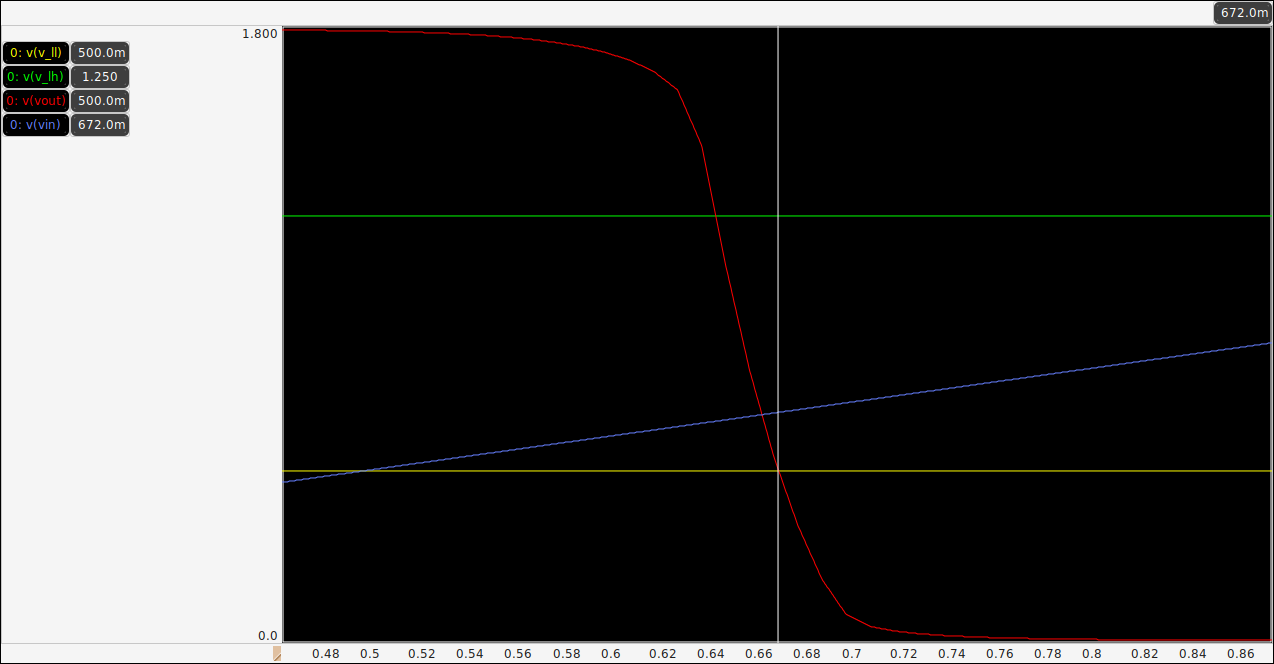 672.0m
1.800
0: v(v_ll) 500.0m
0: v(v_lh) 1.250
0: v(vout) 500.0m
0: v(vin) 672.0m
0.0
0.48 0.5 0.52 0.54 0.56 0.58 0.6 0.62 0.64 0.66 0.68 0.7 0.72 0.74 0.76 0.78 0.8 0.82 0.84 0.86